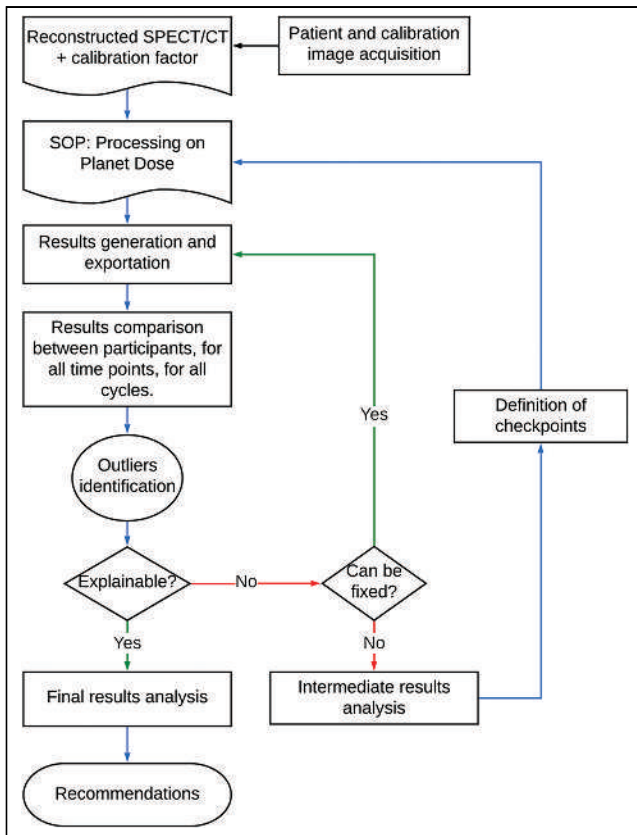 Reconstructed SPECT/CT
+ calibration factor
Patient and calibration
image acquisition
SOP: Processing on
Planet Dose
Results generation and
exportation
Results comparison
between participants, for
all time points, for all
cycles.
Yes
Definition of
checkpoints
Outliers
identification
Explainable?
No
Can be
fixed?
Yes
No
Final results analysis
Intermediate results
analysis
Recommendations